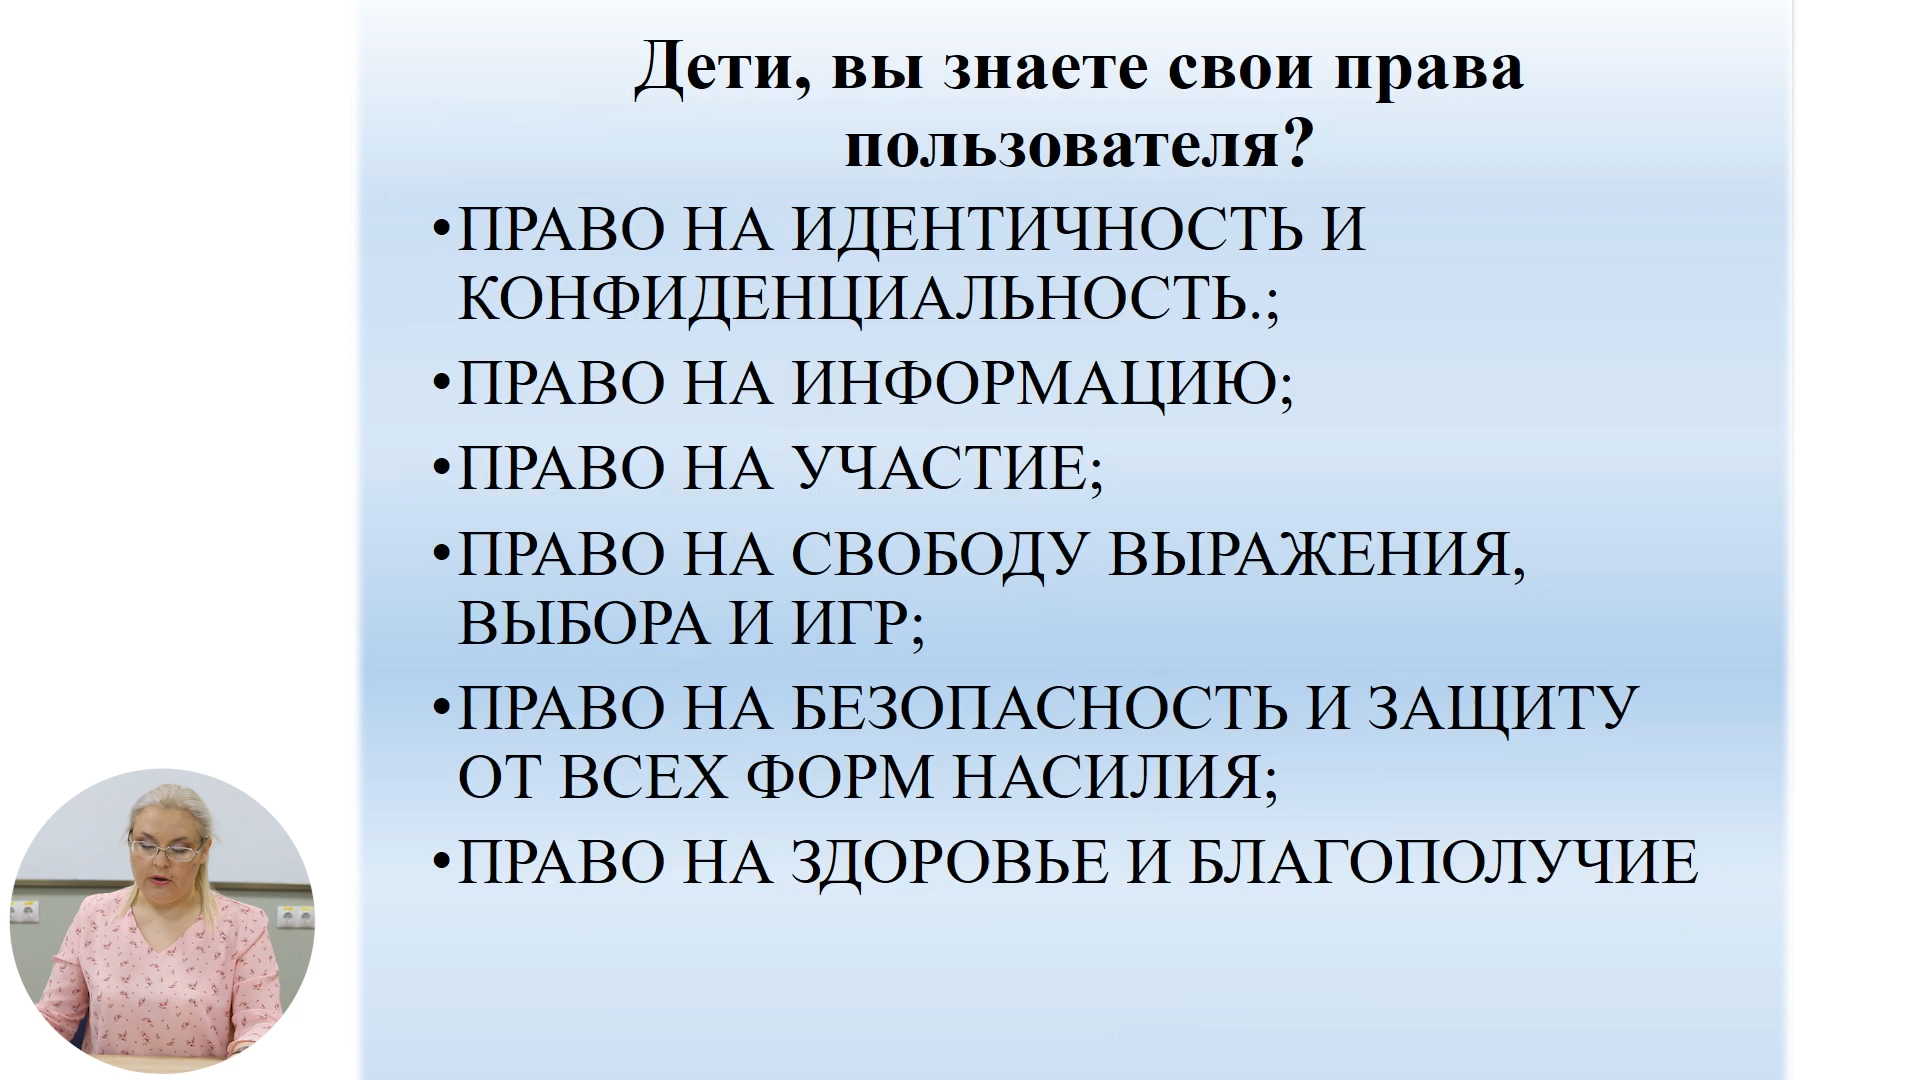 Дети, вы знаете свои права
пользователя?
•ПРАВО НА ИДЕНТИЧНОСТЬ И
КОНФИДЕНЦИАЛЬНОСТЬ.;
•ПРАВО НА ИНФОРМАЦИЮ;
•ПРАВО НА УЧАСТИЕ;
•ПРАВО НА СВОБОДУ ВЫРАЖЕНИЯ,
ВЫБОРА И ИГР;
•ПРАВО НА БЕЗОПАСНОСТЬ И ЗАЩИТУ
ОТ ВСЕХ ФОРМ НАСИЛИЯ;
•ПРАВО НА ЗДОРОВЬЕ И БЛАГОПОЛУЧИЕ